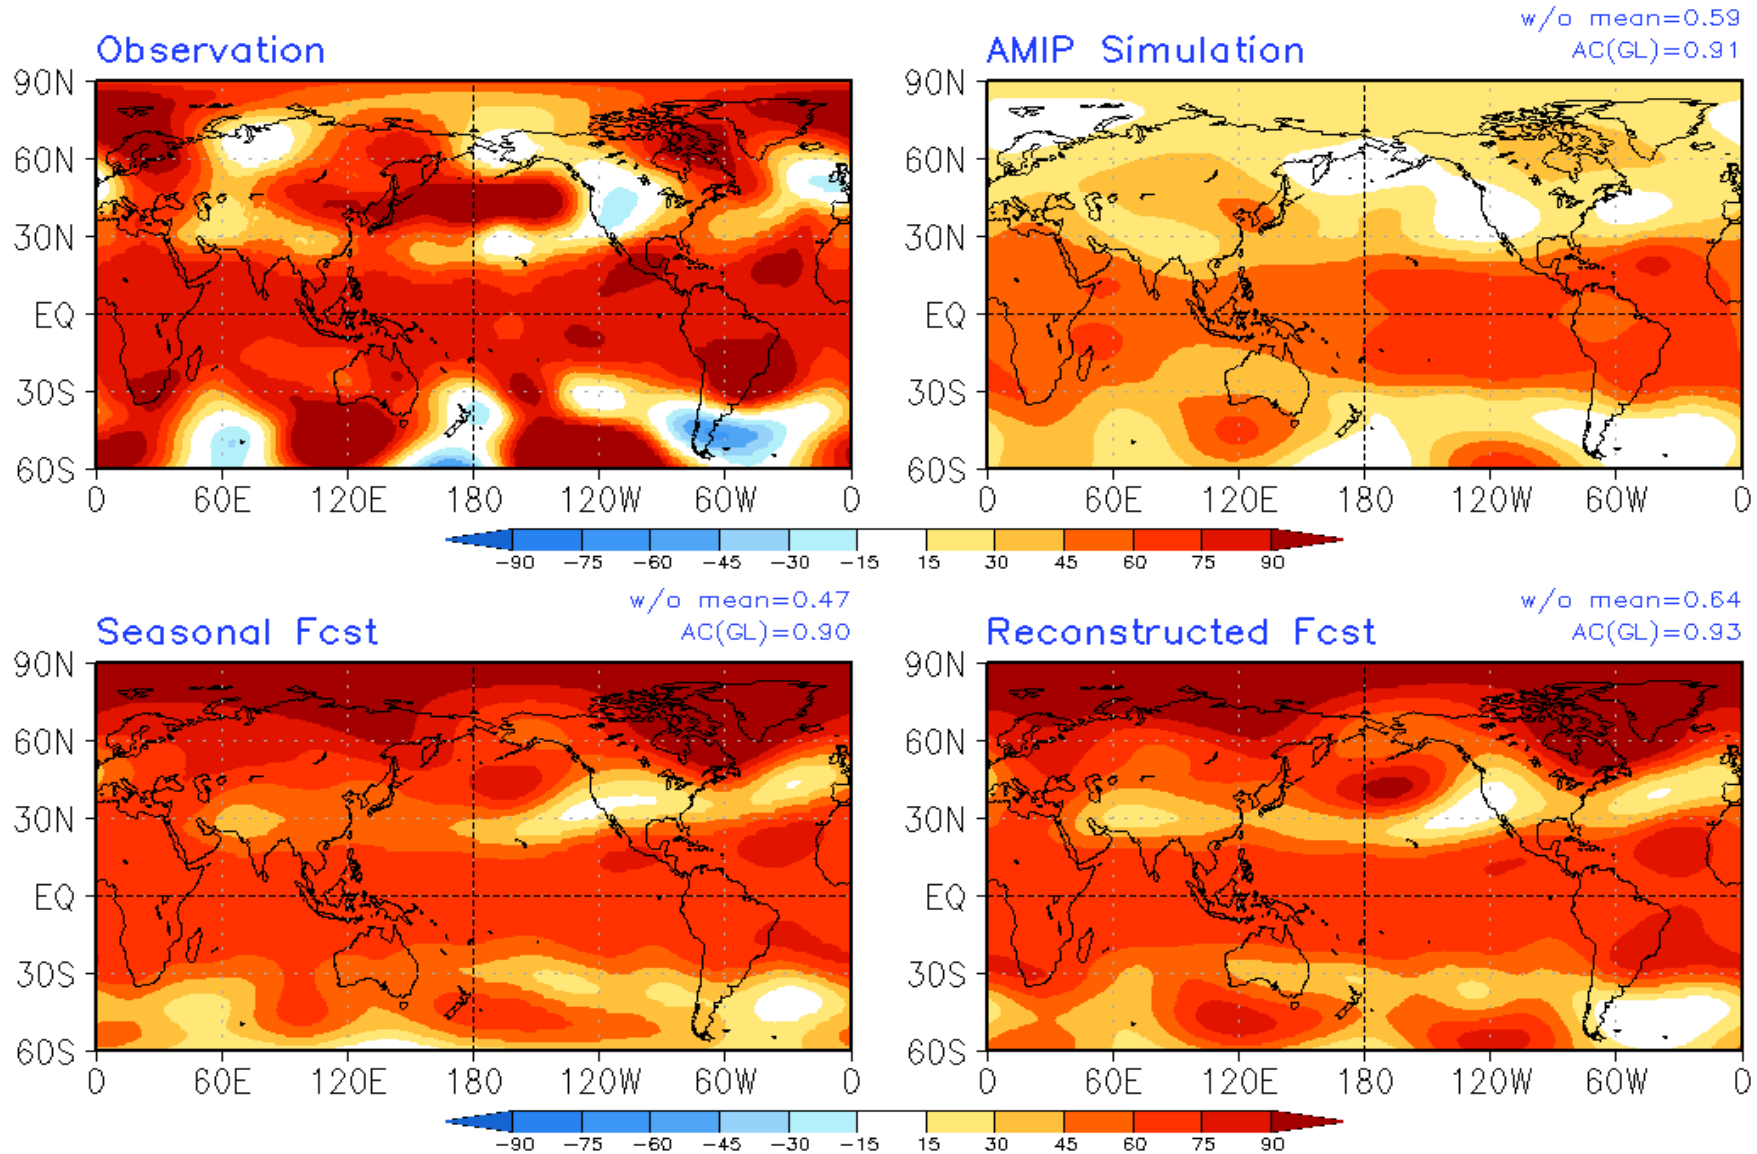 w/o mean=0.59
Observation
AMIP Simulation
AC(GL)=0.91
90N
60N
30N
EQ
30S
60S
0 60E 120E 180 120W 60W 0
90N
60N
30N
EQ
30S
60S
0 60E 120E 180 120W 60W 0
-90 -75 -60 -45 -30 -15 15 30 45 60 75 90
w/o mean=0.47
Seasonal Fcst
AC(GL)=0.90
w/o mean=0.64
Reconstructed Fcst
AC(GL)=0.93
90N
60N
30N
EQ
30S
60S
0 60E 120E 180 120W 60W 0
90N
60N
30N
EQ
30S
60S
0 60E 120E 180 120W 60W 0
-90 -75 -60 -45 -30 -15 15 30 45 60 75 90